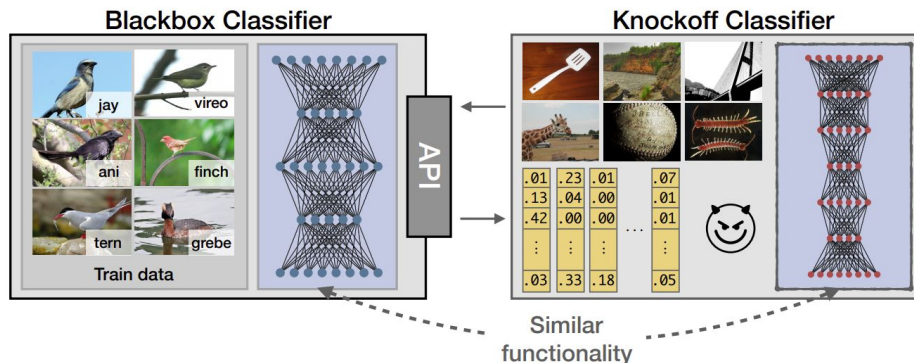 Blackbox Classifier
Knockoff Classifier
jay
vireo
ani
finch
tern
grebe
Train data
API
.01 .23 .01 .07
.13 .04 .00 .01
.42 .00 .00 ... .01
.03 .33 .18 .05
Similar
functionality